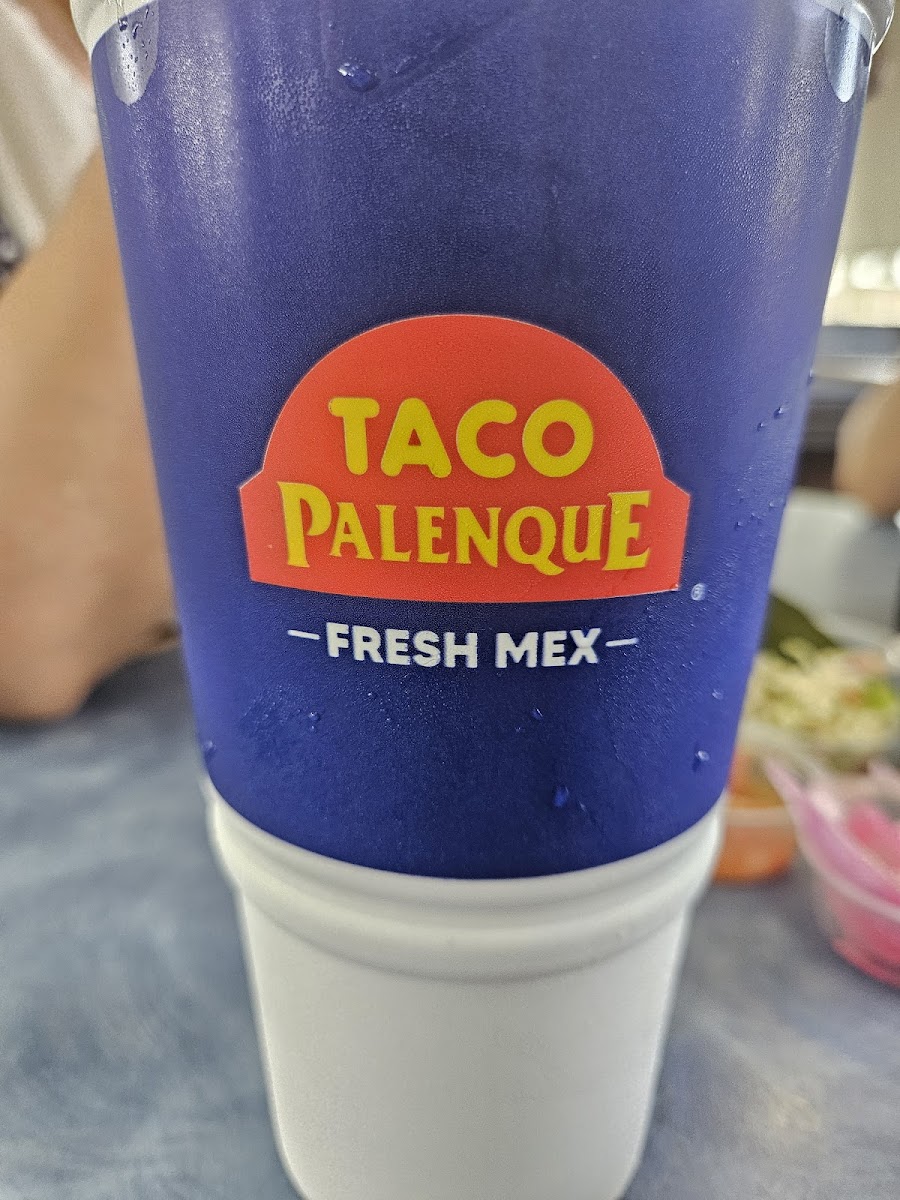 TACO
PALENQUE
®
— FRESH MEX —